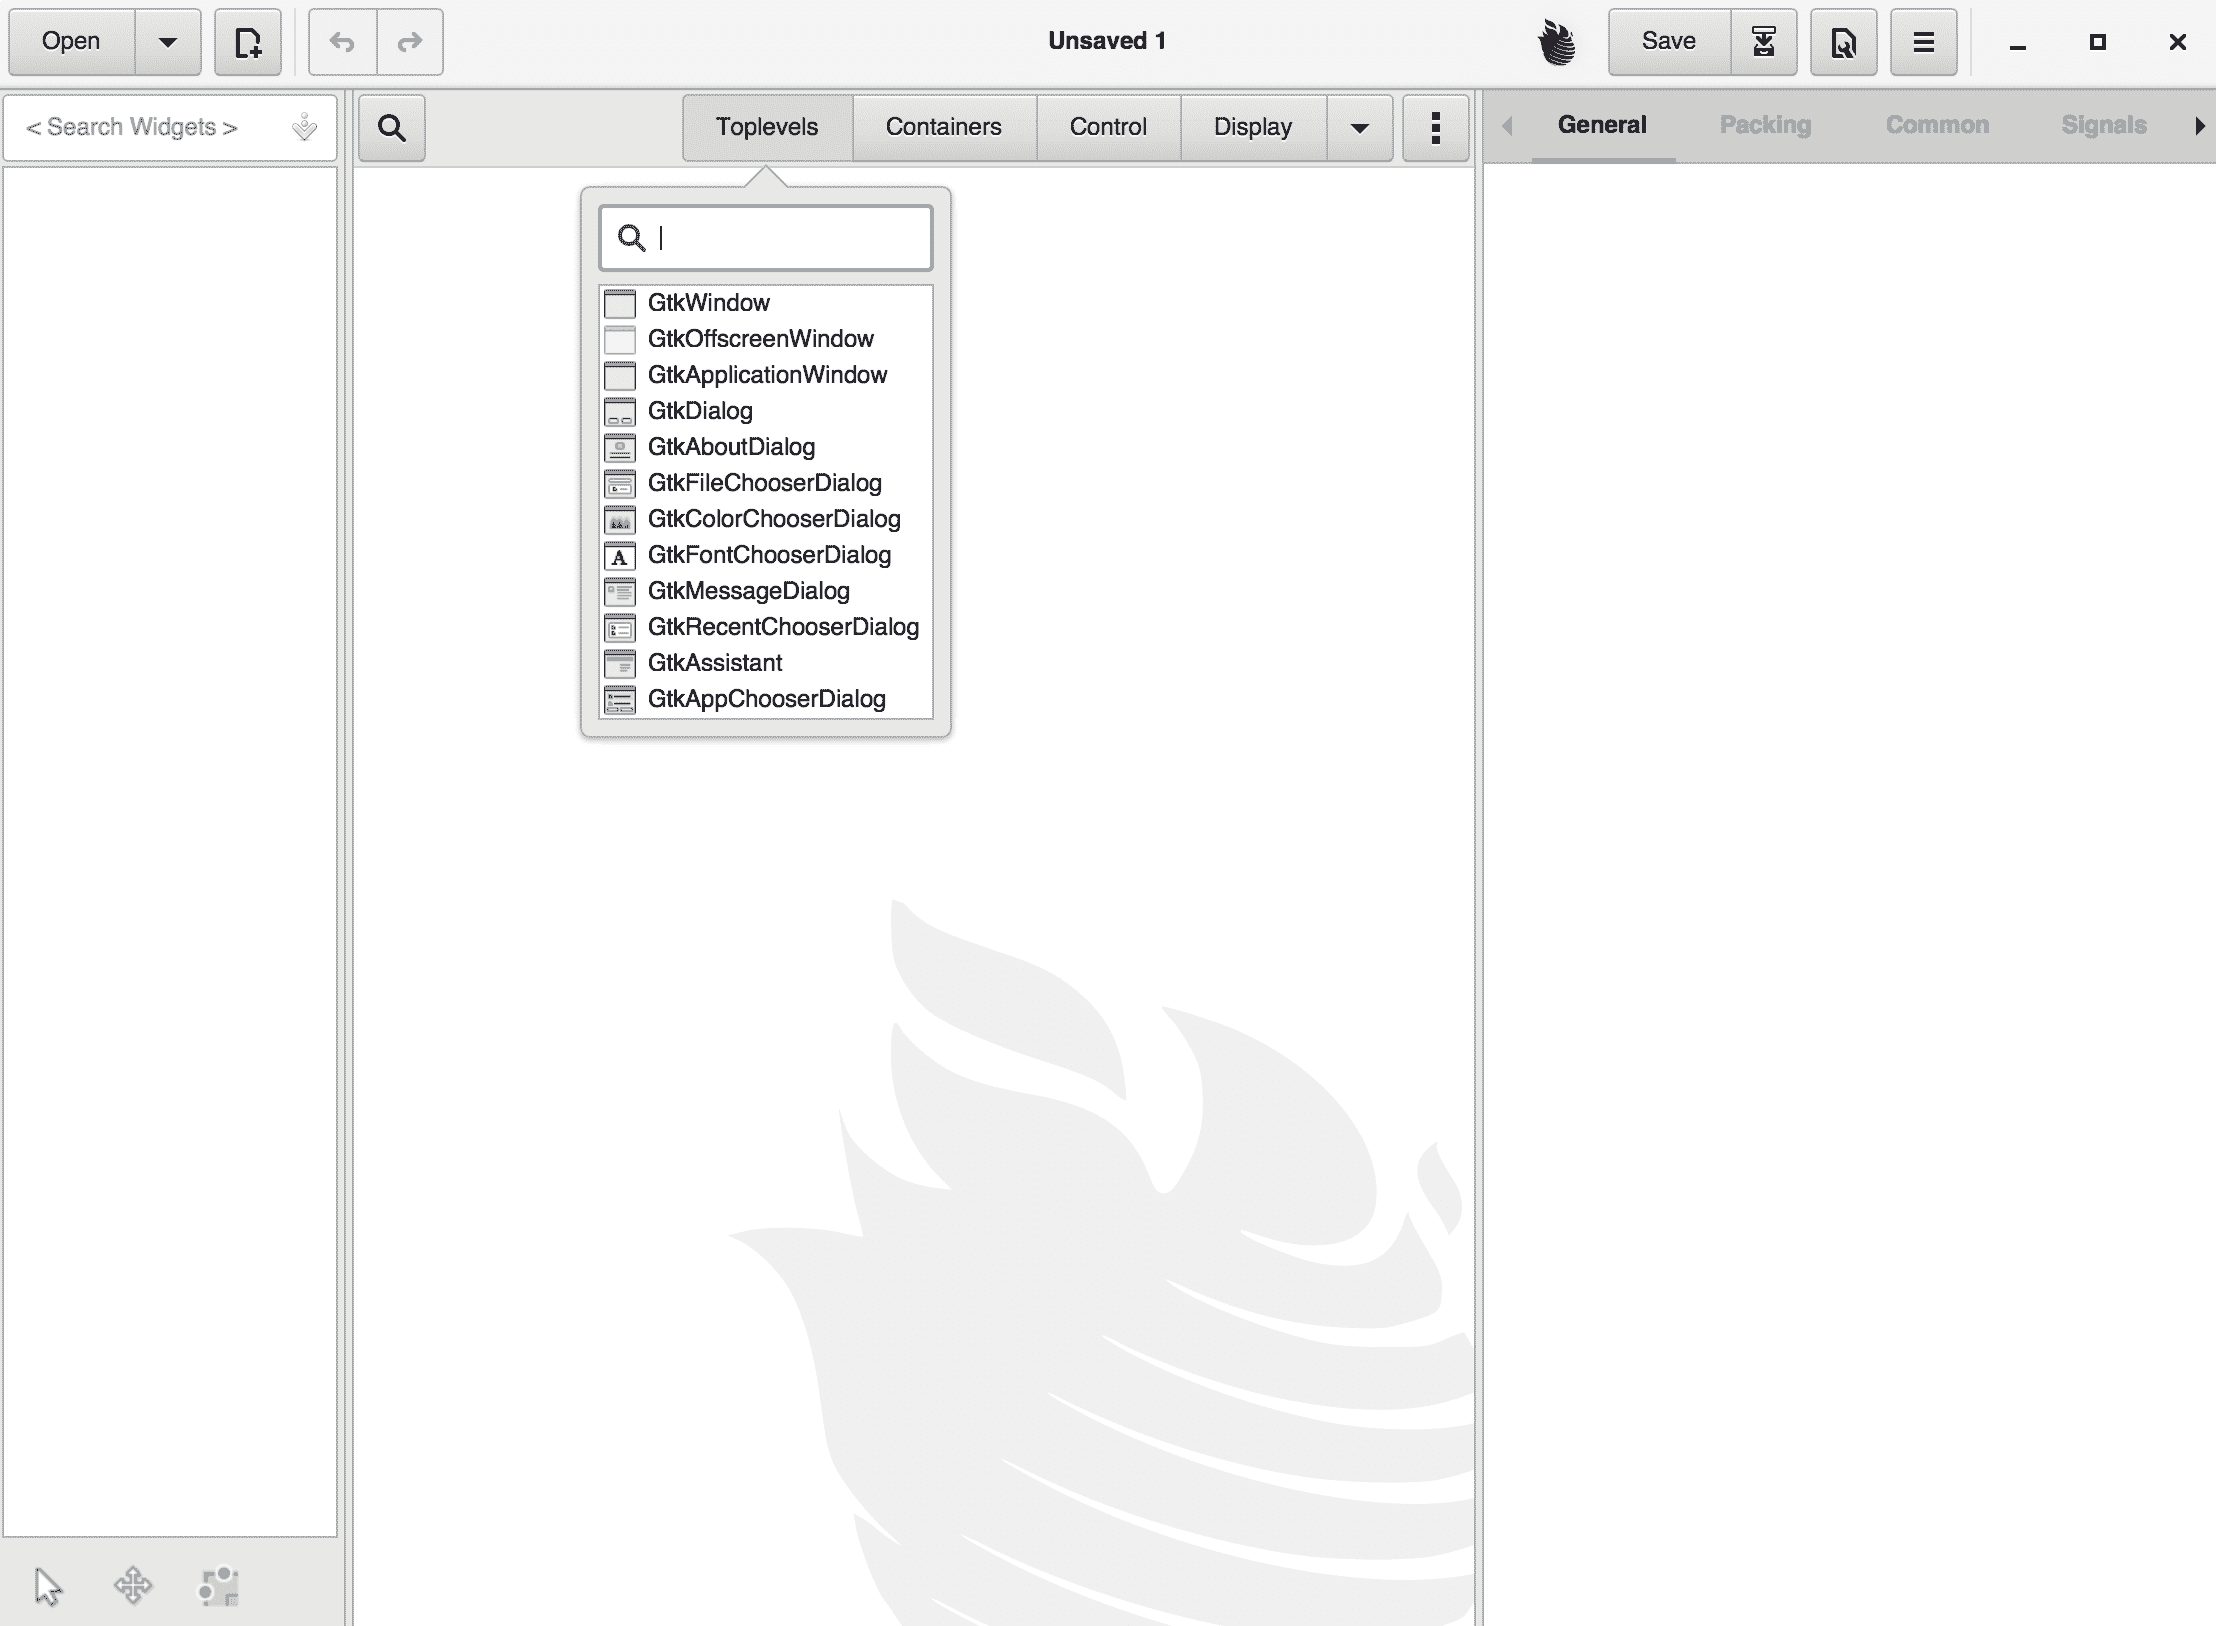 Open
Unsaved 1
Save
< Search Widgets >
Toplevels
Containers
Control
Display
General
Packing
Common
Signals
GtkWindow
GtkOffscreenWindow
GtkApplicationWindow
GtkDialog
GtkAboutDialog
GtkFileChooserDialog
GtkColorChooserDialog
GtkFontChooserDialog
GtkMessageDialog
GtkRecentChooserDialog
GtkAssistant
GtkAppChooserDialog